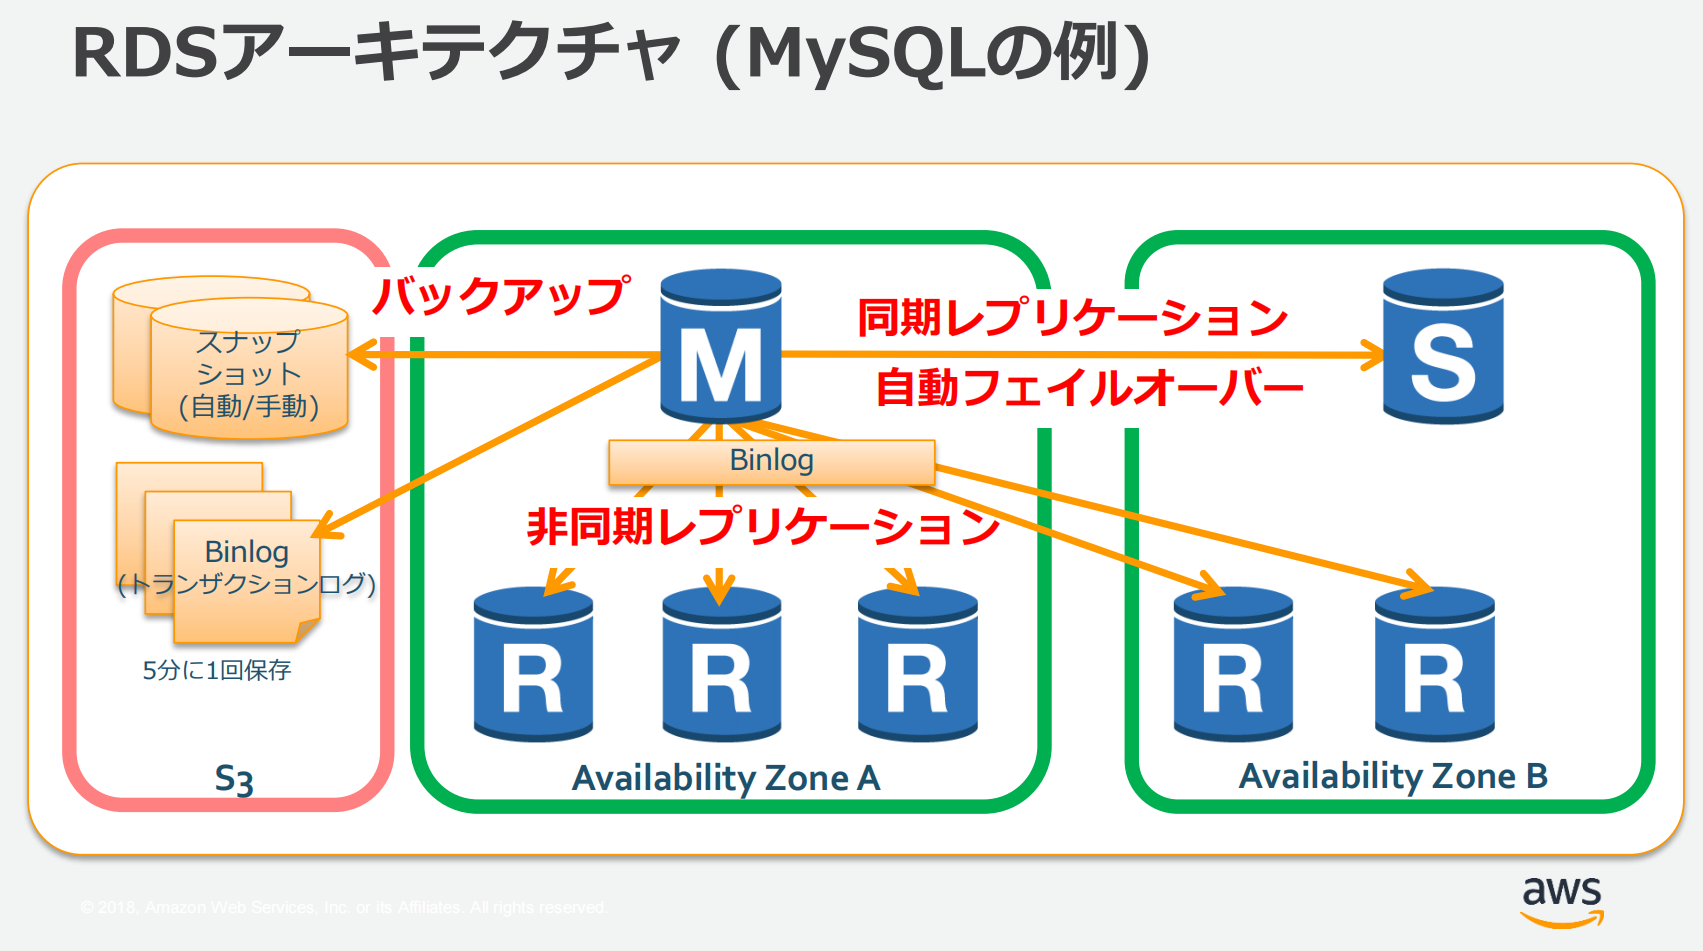 RDSアーキテクチャ (MySQLの例)
バックアップ
スナップ
ショット
(自動/手動)
M
同期レプリケーション
自動フェイルオーバー
S
Binlog
非同期レプリケーション
Binlog
(トランザクションログ)
5分に1回保存
R
R
R
R
R
S3
Availability Zone A
Availability Zone B
© 2018, Amazon Web Services, Inc. or its Affiliates. All rights reserved.
aws